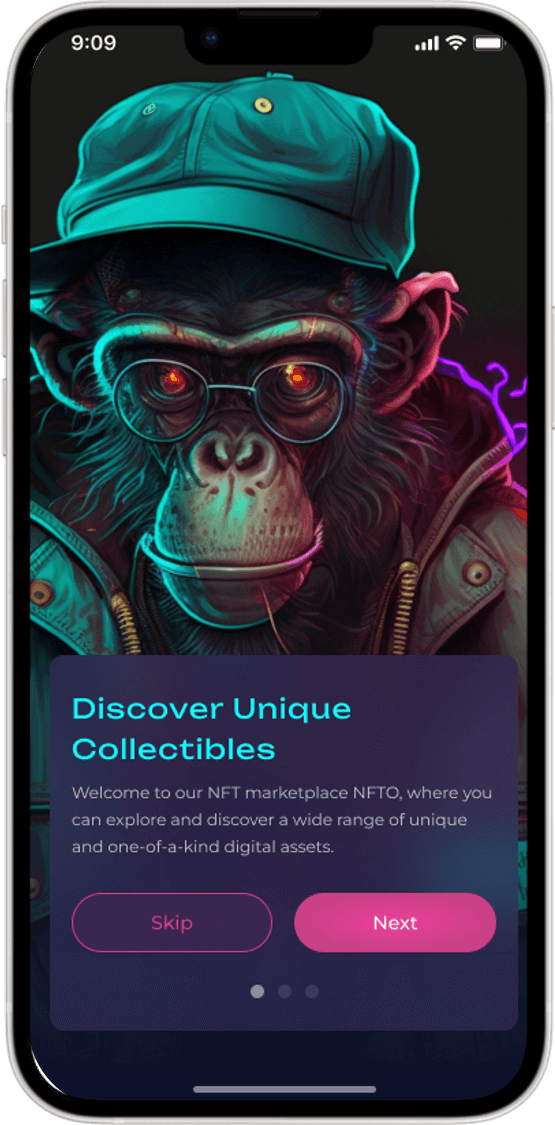 9:09
Discover Unique
Collectibles
Welcome to our NFT marketplace NFTO, where you
can explore and discover a wide range of unique
and one-of-a-kind digital assets.
Skip
Next